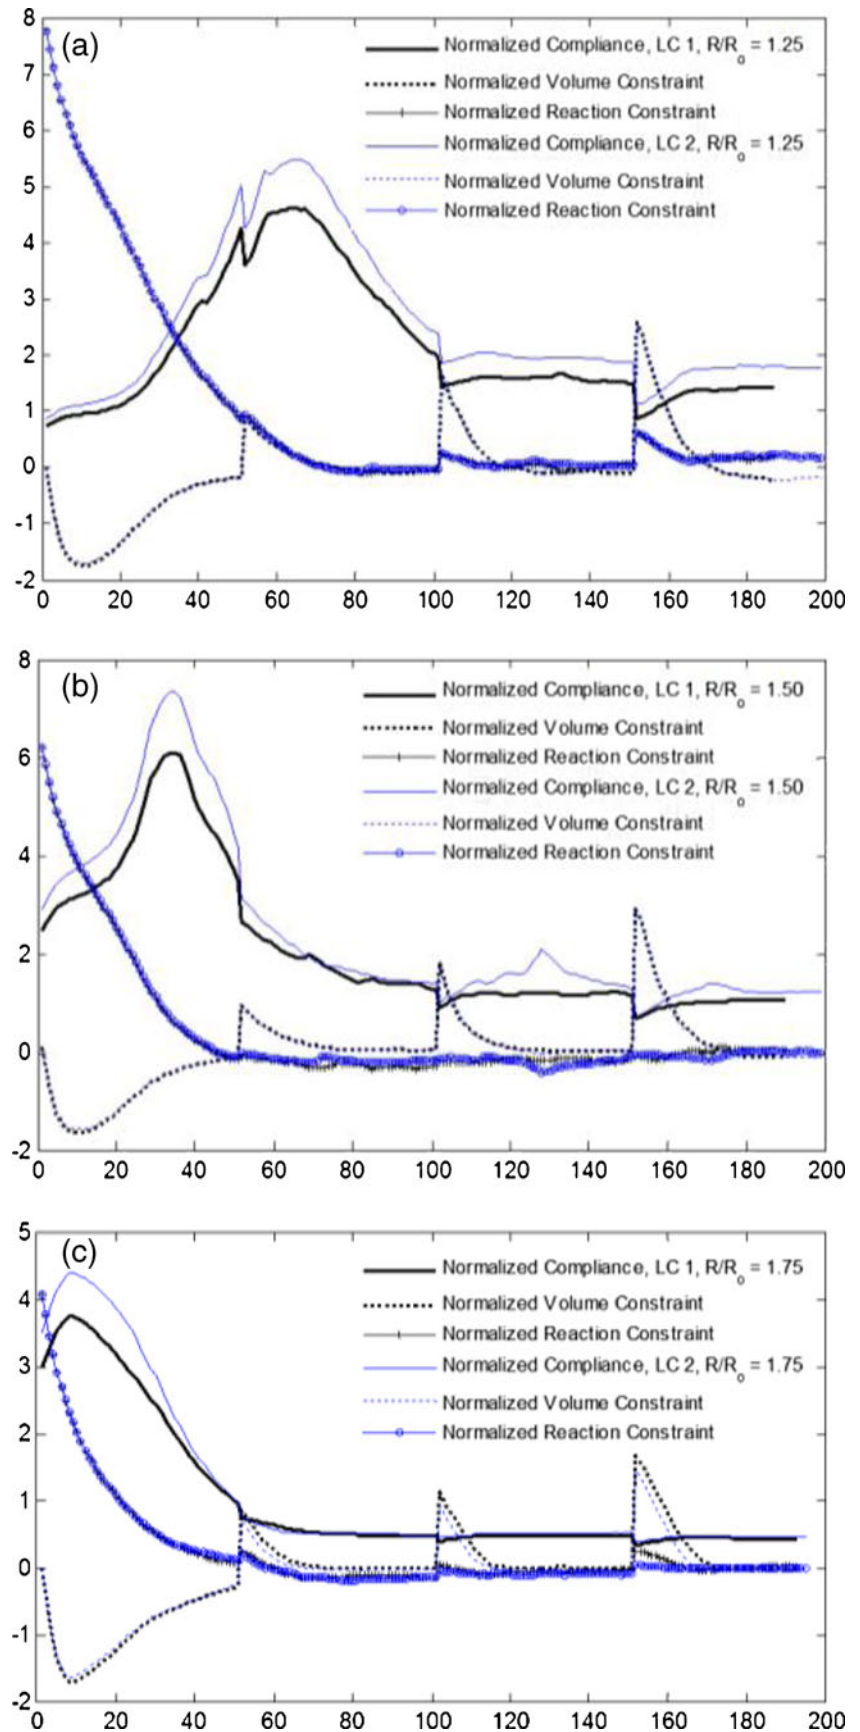 (a)
Normalized Compliance, LC 1, R/Ro = 1.25
Normalized Volume Constraint
Normalized Reaction Constraint
Normalized Compliance, LC 2, R/Ro = 1.25
Normalized Volume Constraint
Normalized Reaction Constraint
8
7
6
5
4
3
2
1
0
-1
-2
0 20 40 60 80 100 120 140 160 180 200
(b)
Normalized Compliance, LC 1, R/Ro = 1.50
Normalized Volume Constraint
Normalized Reaction Constraint
Normalized Compliance, LC 2, R/Ro = 1.50
Normalized Volume Constraint
Normalized Reaction Constraint
8
6
4
2
0
-2
0 20 40 60 80 100 120 140 160 180 200
(c)
Normalized Compliance, LC 1, R/Ro = 1.75
Normalized Volume Constraint
Normalized Reaction Constraint
Normalized Compliance, LC 2, R/Ro = 1.75
Normalized Volume Constraint
Normalized Reaction Constraint
5
4
3
2
1
0
-1
-2
0 20 40 60 80 100 120 140 160 180 200